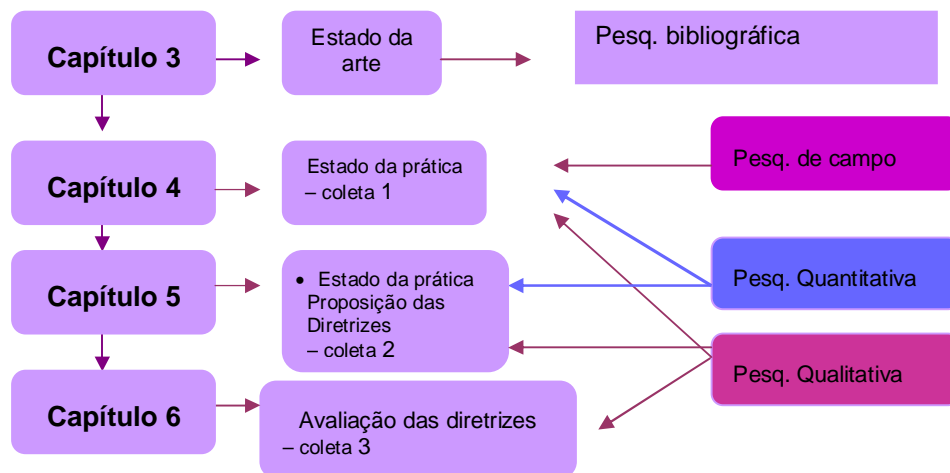 Capítulo 3
Estado da
arte
Pesq. bibliográfica
Capítulo 4
Estado da prática
– coleta 1
Pesq. de campo
Capítulo 5
• Estado da prática
Proposição das
Diretrizes
– coleta 2
Pesq. Quantitativa
Capítulo 6
Avaliação das diretrizes
– coleta 3
Pesq. Qualitativa